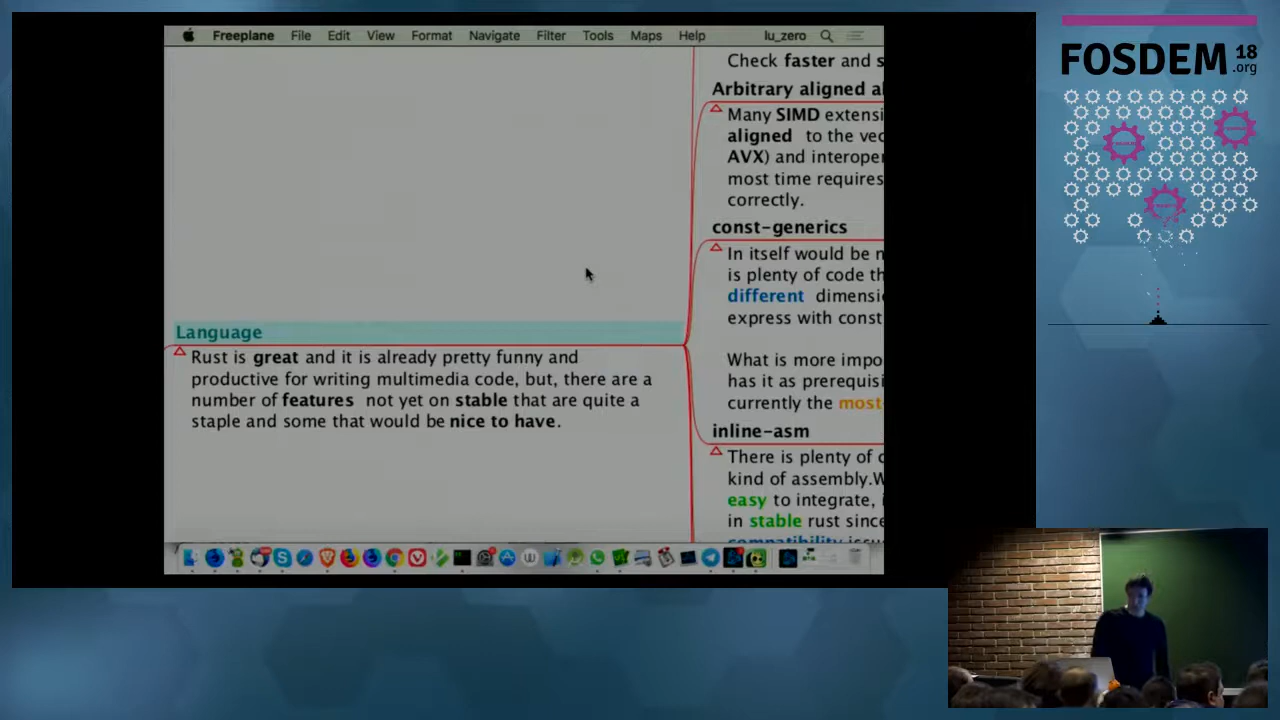 Freeplane File Edit View Format Navigate Filter Tools Maps Help lu_zero
Check faster and s
Arbitrary aligned al
Many SIMD extensi
aligned to the vec
AVX) and interoper
most time requires
correctly.
const-generics
In itself would be n
is plenty of code th
different dimensi
express with const
What is more impo
has it as prerequisi
currently the most-
inline-asm
There is plenty of c
kind of assembly.W
easy to integrate, i
in stable rust since
compatibility issu
Language
Rust is great and it is already pretty funny and
productive for writing multimedia code, but, there are a
number of features not yet on stable that are quite a
staple and some that would be nice to have.
FOSDEM 18
.org